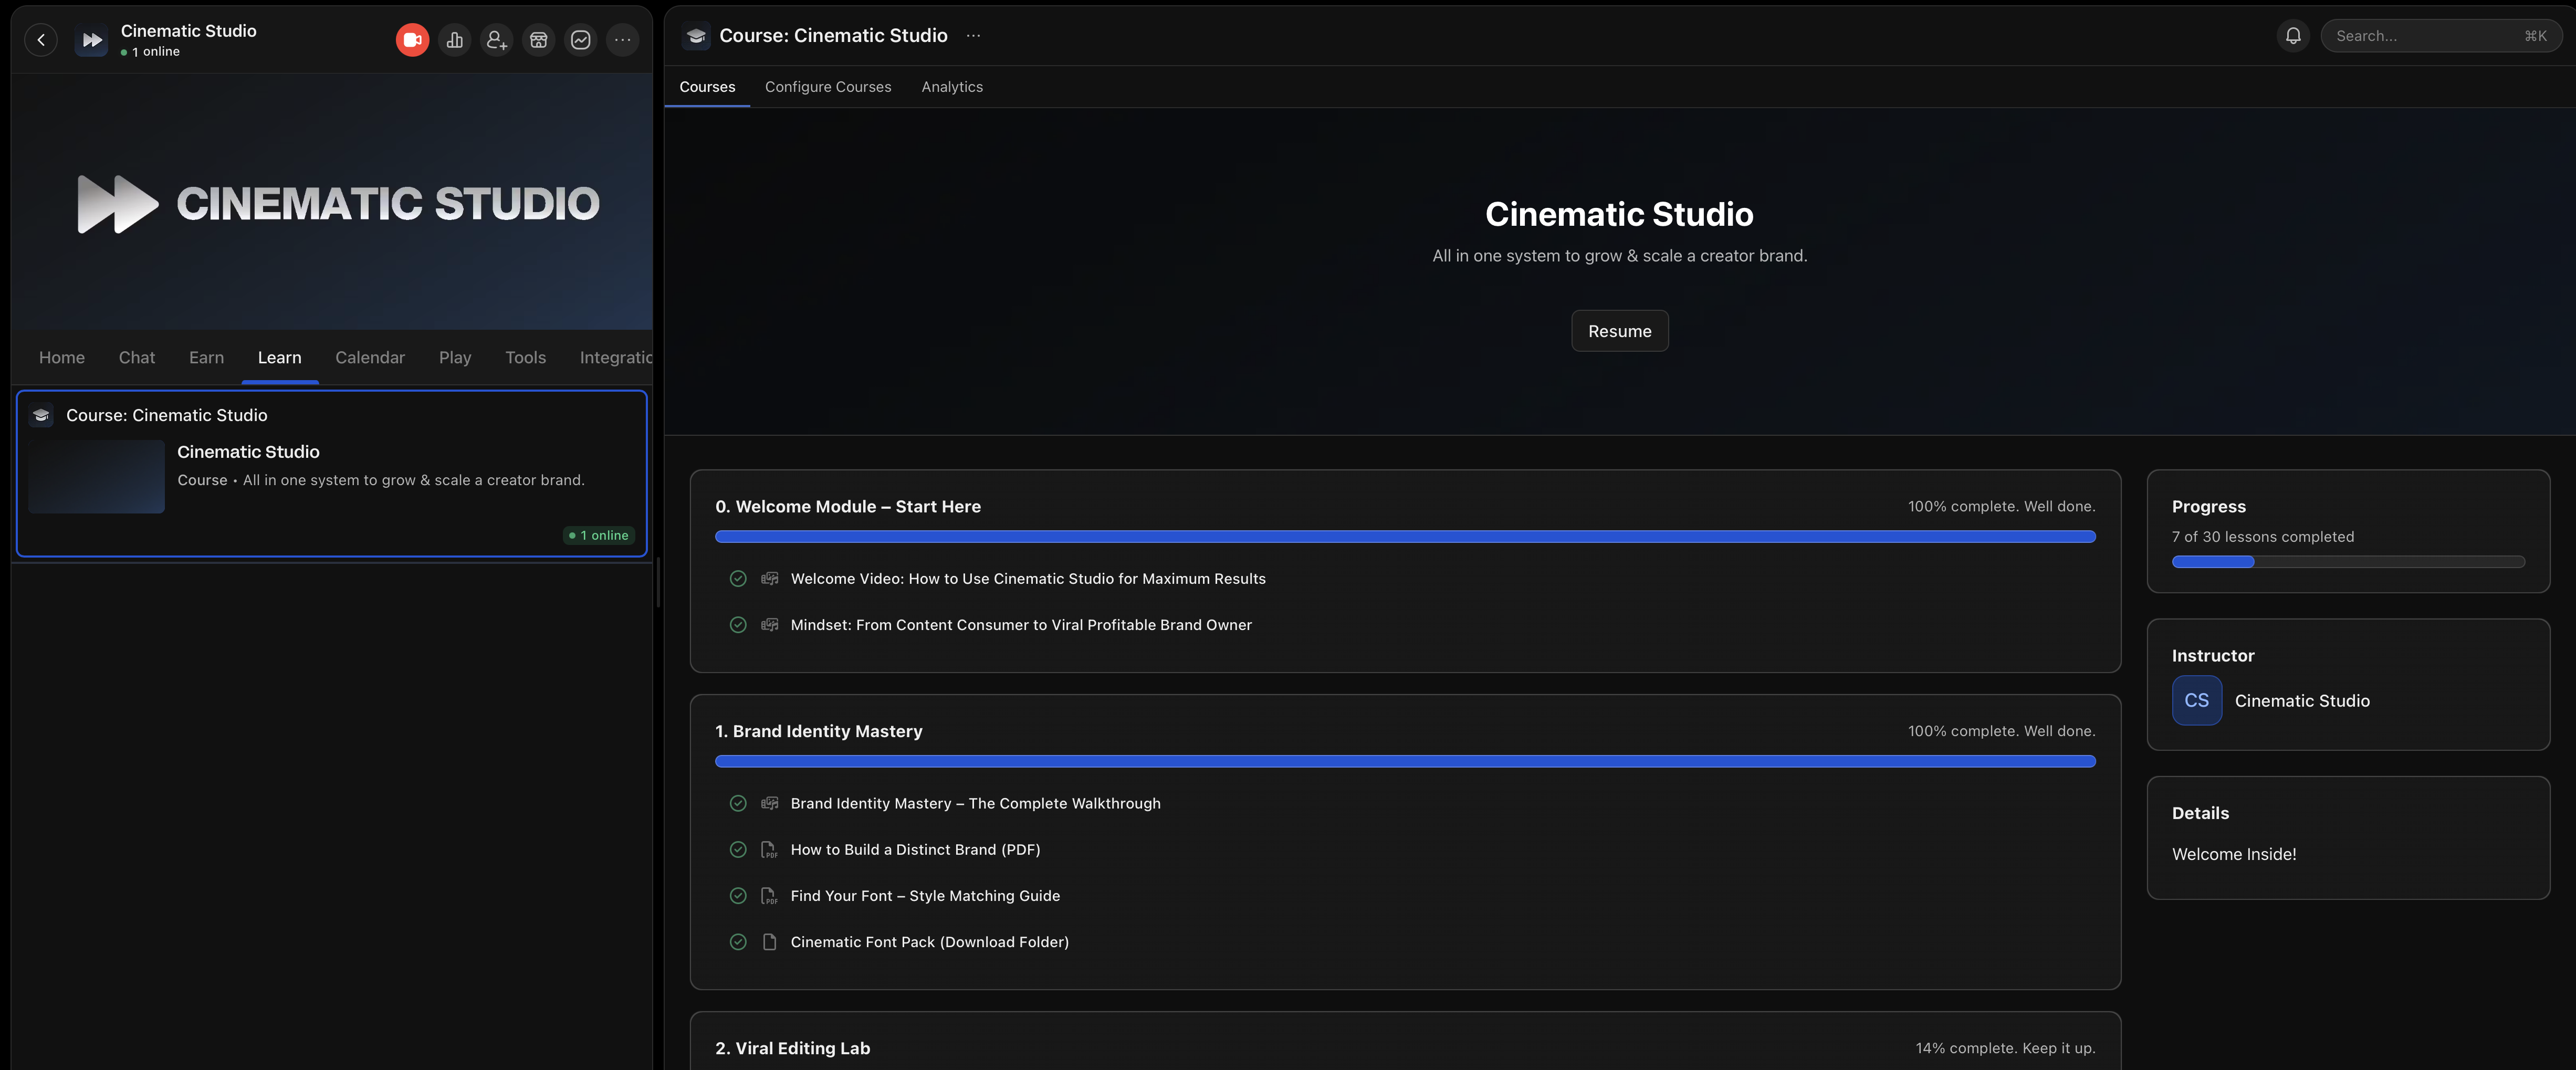 Cinematic Studio
1 online
CINEMATIC STUDIO
Home
Chat
Earn
Learn
Calendar
Play
Tools
Integratic
Course: Cinematic Studio
Cinematic Studio
Course • All in one system to grow & scale a creator brand.
1 online
Course: Cinematic Studio
Search...
⌘K
Courses
Configure Courses
Analytics
Cinematic Studio
All in one system to grow & scale a creator brand.
Resume
0. Welcome Module – Start Here
100% complete. Well done.
Welcome Video: How to Use Cinematic Studio for Maximum Results
Mindset: From Content Consumer to Viral Profitable Brand Owner
1. Brand Identity Mastery
100% complete. Well done.
Brand Identity Mastery – The Complete Walkthrough
PDF
How to Build a Distinct Brand (PDF)
PDF
Find Your Font – Style Matching Guide
Cinematic Font Pack (Download Folder)
2. Viral Editing Lab
14% complete. Keep it up.
Progress
7 of 30 lessons completed
Instructor
CS
Cinematic Studio
Details
Welcome Inside!